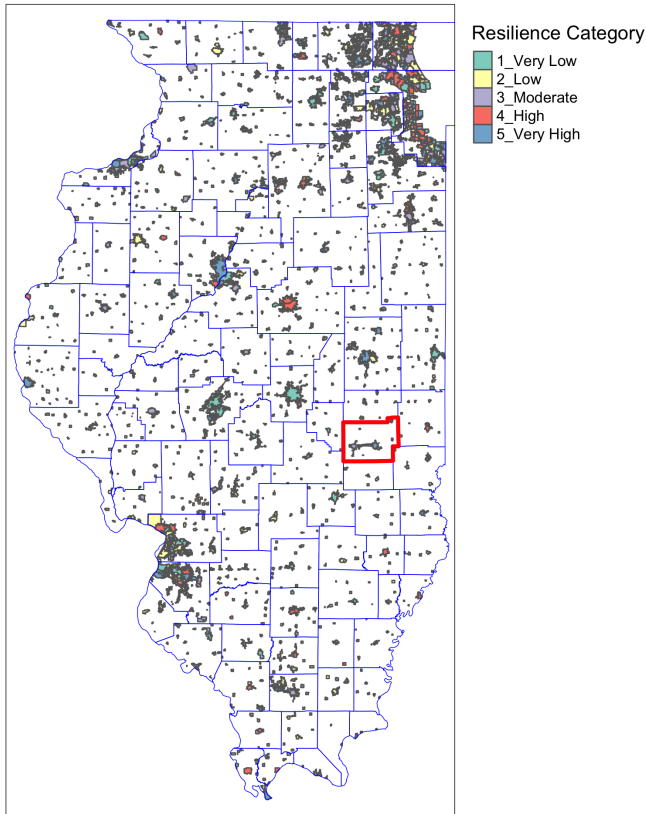 Resilience Category
1_Very Low
2_Low
3_Moderate
4_High
5_Very High